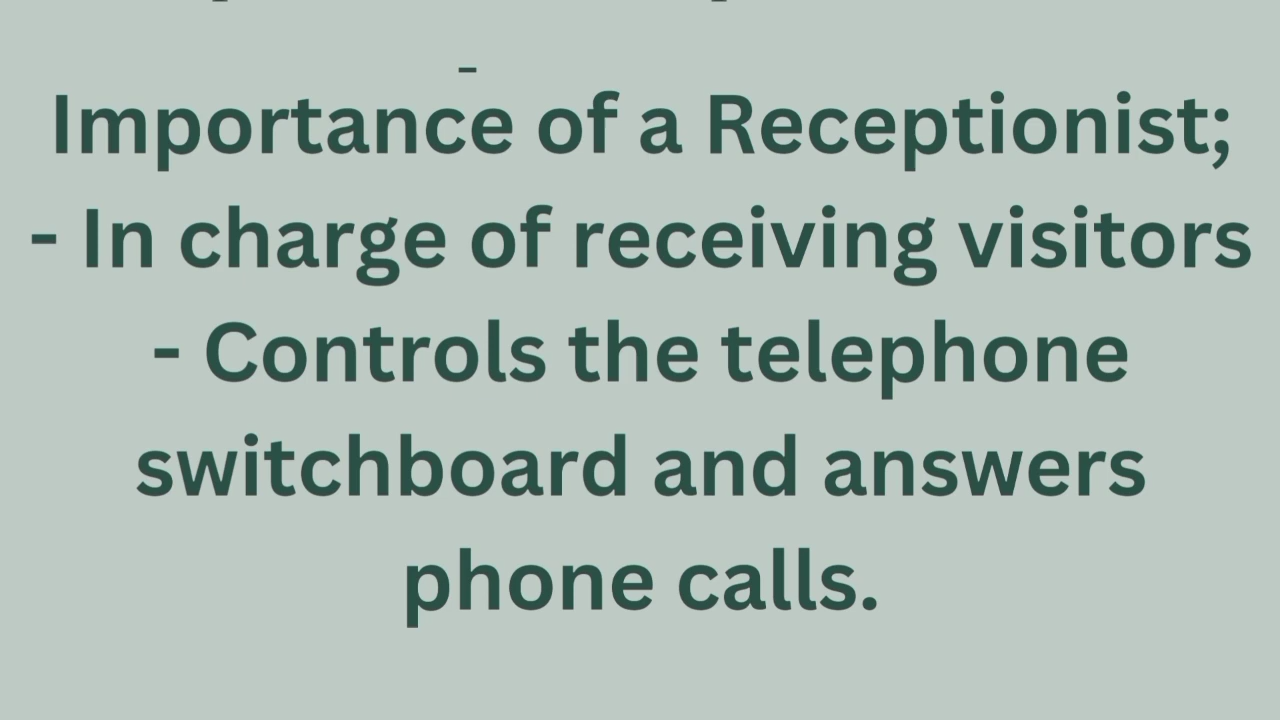 -
Importance of a Receptionist;
- In charge of receiving visitors
- Controls the telephone
switchboard and answers
phone calls.